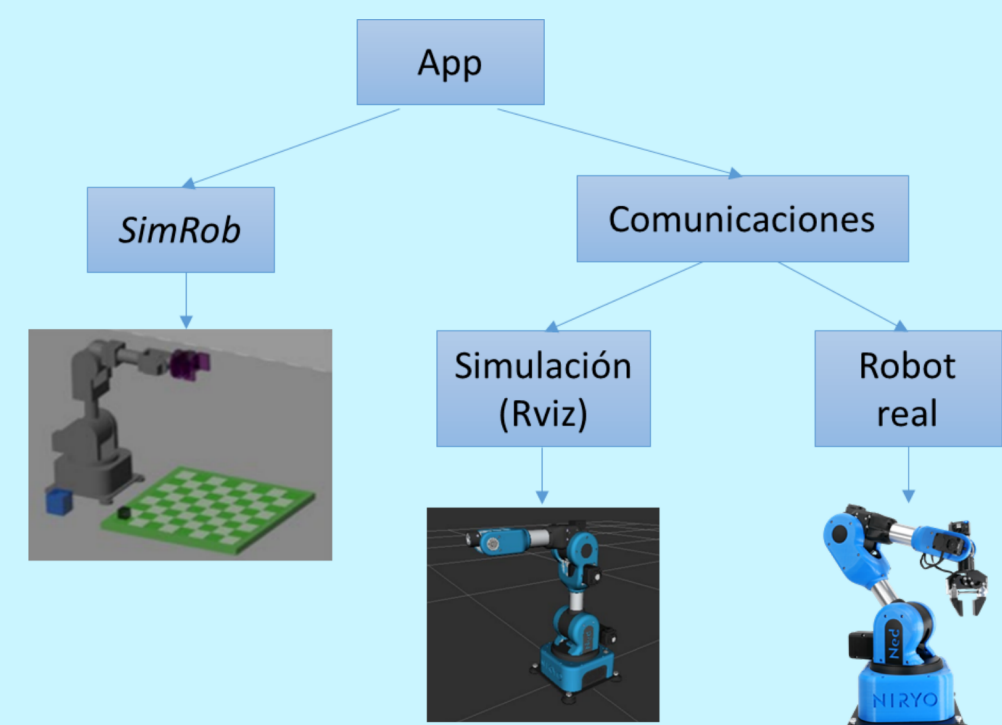 App
SimRob
Comunicaciones
Simulación
(Rviz)
Robot
real
Ned
NIRYO